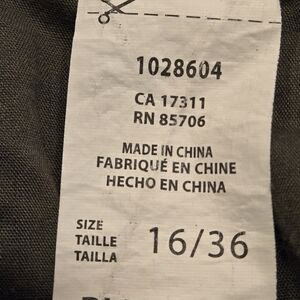 1028604
CA 17311
RN 85706
MADE IN CHINA
FABRIQUÉ EN CHINE
HECHO EN CHINA
SIZE
TAILLE 16/36
TALLA